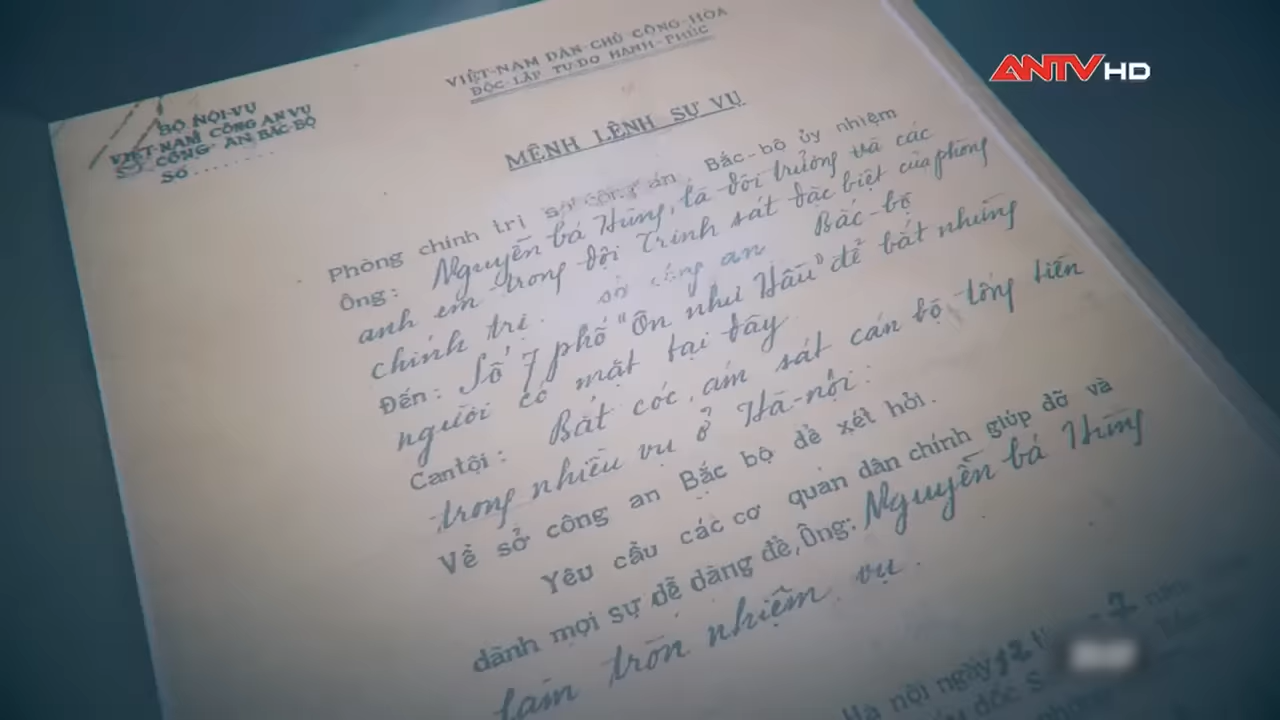 ANTV HD
VIỆT-NAM DÂN-CHỦ CỘNG-HÒA
ĐỘC-LẬP TỰ-DO HẠNH-PHÚC
BỘ NỘI-VỤ
VIỆT-NAM CÔNG AN VỤ
SỞ CÔNG AN BẮC-BỘ
Số........
MỆNH LỆNH SỰ VỤ
Phòng chính trị sở công an Bắc-bộ ủy nhiệm
Ông: Nguyễn bá Hùng, là đội trưởng và các
anh em trong đội Trinh sát đặc biệt của phòng
chính trị. sở công an Bắc-bộ
Đến: Số 7 phố "Ôn như Hầu" để bắt những
người có mặt tại đây
Can tội: Bắt cóc, ám sát cán bộ tống tiền
trong nhiều vụ ở Hà-nội:
Về sở công an Bắc bộ để xét hỏi.
Yêu cầu các cơ quan dân chính giúp đỡ và
dành mọi sự dễ dàng để, Ông: Nguyễn bá Hùng
làm tròn nhiệm vụ.
Hà nội ngày 12 7 năm
đốc